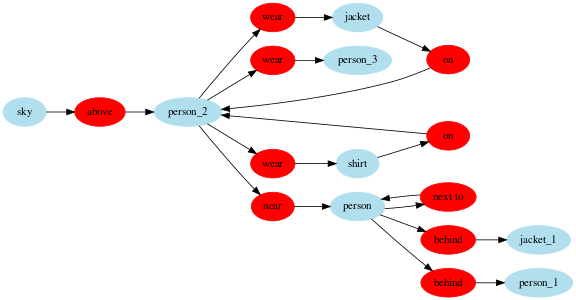 wear
jacket
wear
person_3
on
sky
above
person_2
on
wear
shirt
near
person
next to
behind
jacket_1
behind
person_1